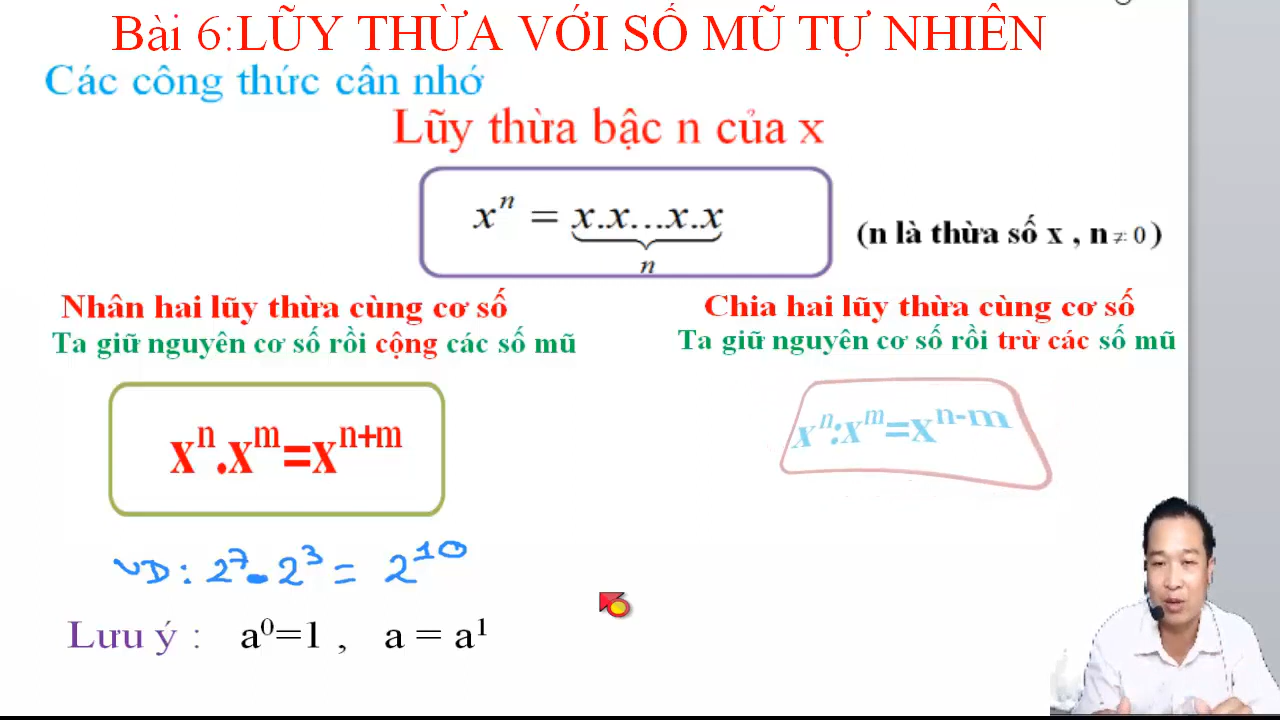 Bài 6:LŨY THỪA VỚI SỐ MŨ TỰ NHIÊN
Các công thức cân nhớ
Lũy thừa bậc n của x
xⁿ = x.x...x.x
n
(n là thừa số x , n ≠ 0 )
Nhân hai lũy thừa cùng cơ số
Ta giữ nguyên cơ số rồi cộng các số mũ
xⁿ.xᵐ=xⁿ⁺ᵐ
Chia hai lũy thừa cùng cơ số
Ta giữ nguyên cơ số rồi trừ các số mũ
xⁿ:xᵐ=xⁿ⁻ᵐ
VD: 2⁷.2³ = 2¹⁰
Lưu ý : a⁰=1 , a = a¹